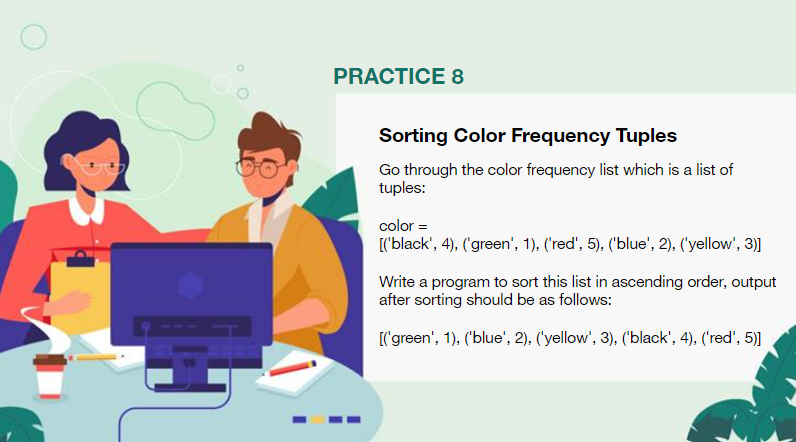 PRACTICE 8
Sorting Color Frequency Tuples
Go through the color frequency list which is a list of
tuples:
color =
[('black', 4), ('green', 1), ('red', 5), ('blue', 2), ('yellow', 3)]
Write a program to sort this list in ascending order, output
after sorting should be as follows:
[('green', 1), ('blue', 2), ('yellow', 3), ('black', 4), ('red', 5)]